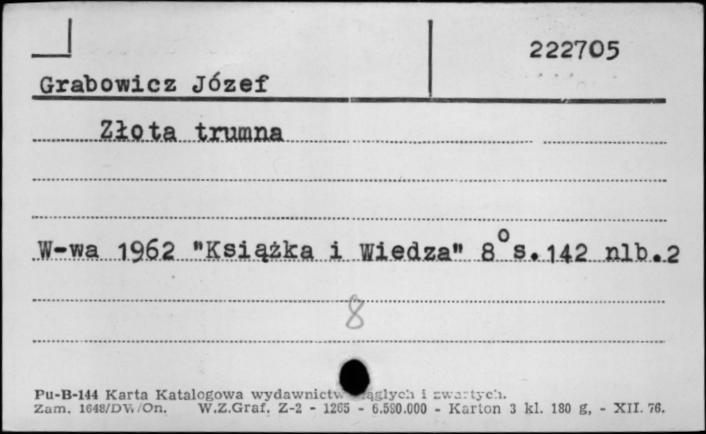 222705
Grabowicz Józef
Złota trumna
W-wa 1962 "Książka i Wiedza" 8° s. 142 nlb. 2
8
Pu-B-144 Karta Katalogowa wydawnictw ciągłych i zwartych.
Zam. 1648/DW/On. W.Z.Graf. Z-2 - 1265 - 6.590.000 - Karton 3 kl. 180 g, - XII. 76.